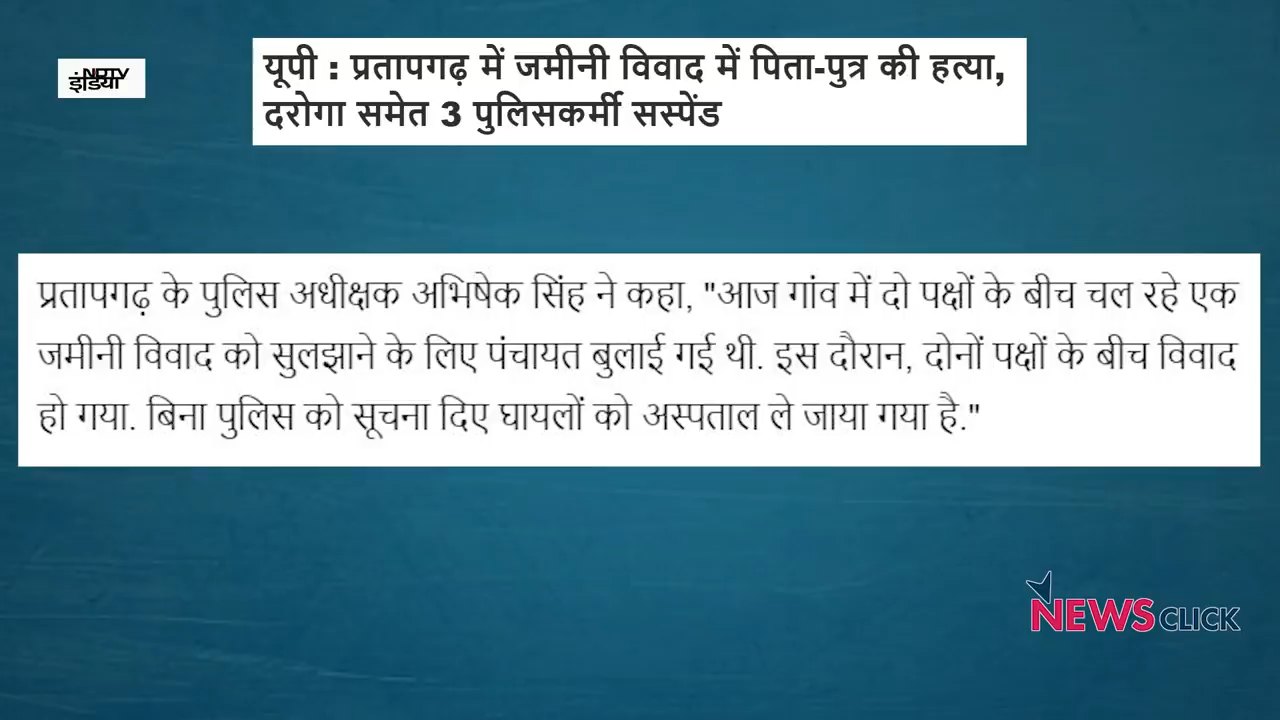 NDTV
इंडिया
यूपी : प्रतापगढ़ में जमीनी विवाद में पिता-पुत्र की हत्या,
दरोगा समेत 3 पुलिसकर्मी सस्पेंड
प्रतापगढ़ के पुलिस अधीक्षक अभिषेक सिंह ने कहा, "आज गांव में दो पक्षों के बीच चल रहे एक
जमीनी विवाद को सुलझाने के लिए पंचायत बुलाई गई थी. इस दौरान, दोनों पक्षों के बीच विवाद
हो गया. बिना पुलिस को सूचना दिए घायलों को अस्पताल ले जाया गया है."
NEWSCLICK